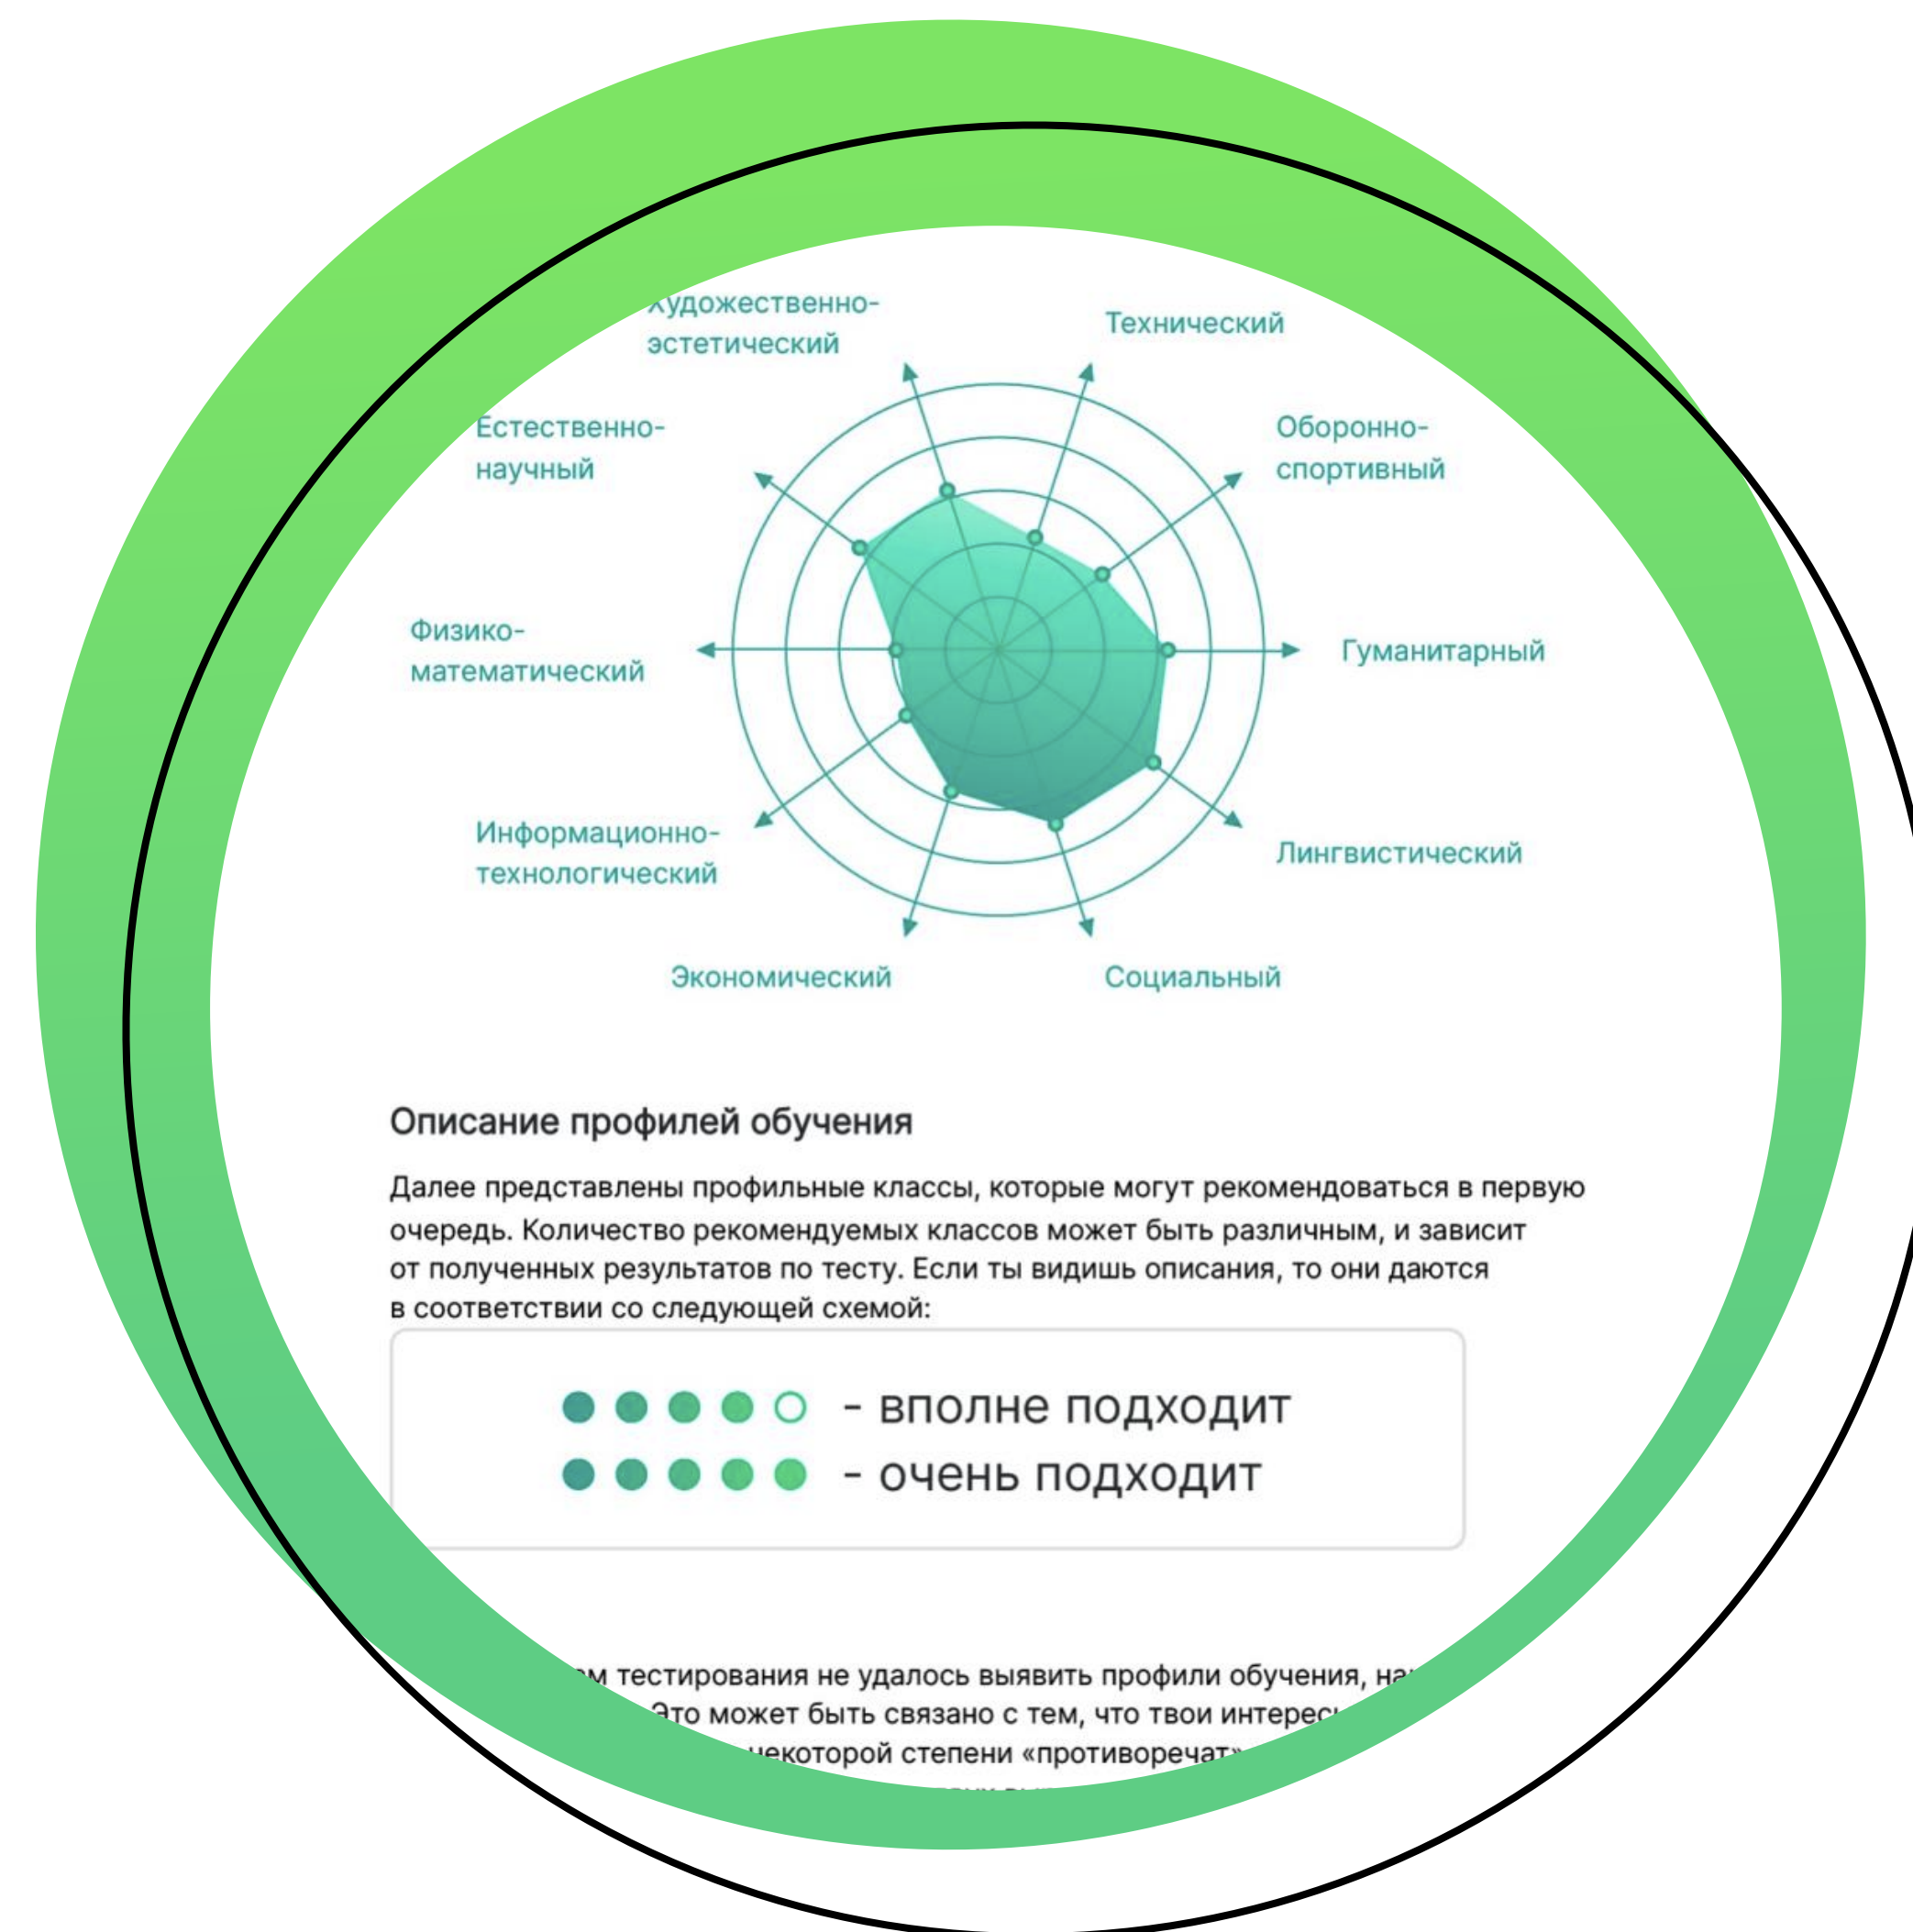 Художественно-
эстетический
Технический
Естественно-
научный
Оборонно-
спортивный
Физико-
математический
Гуманитарный
Информационно-
технологический
Лингвистический
Экономический
Социальный
Описание профилей обучения
Далее представлены профильные классы, которые могут рекомендоваться в первую
очередь. Количество рекомендуемых классов может быть различным, и зависит
от полученных результатов по тесту. Если ты видишь описания, то они даются
в соответствии со следующей схемой:
- вполне подходит
- очень подходит
тестирования не удалось выявить профили обучения,
Это может быть связано с тем, что твои
некоторой степени «противоречат»